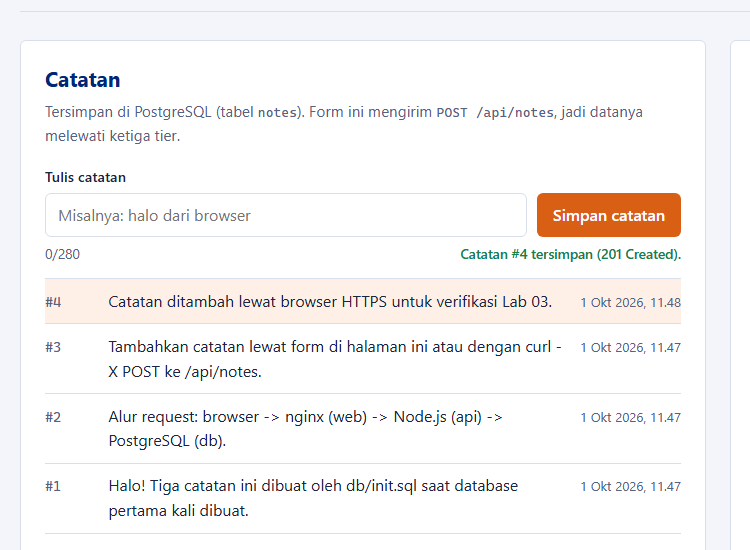 Catatan
Tersimpan di PostgreSQL (tabel notes). Form ini mengirim POST /api/notes, jadi datanya
melewati ketiga tier.
Tulis catatan
Misalnya: halo dari browser
Simpan catatan
0/280
Catatan #4 tersimpan (201 Created).
#4 Catatan ditambah lewat browser HTTPS untuk verifikasi Lab 03. 1 Okt 2026, 11.48
#3 Tambahkan catatan lewat form di halaman ini atau dengan curl - 1 Okt 2026, 11.47
X POST ke /api/notes.
#2 Alur request: browser -> nginx (web) -> Node.js (api) -> 1 Okt 2026, 11.47
PostgreSQL (db).
#1 Halo! Tiga catatan ini dibuat oleh db/init.sql saat database 1 Okt 2026, 11.47
pertama kali dibuat.